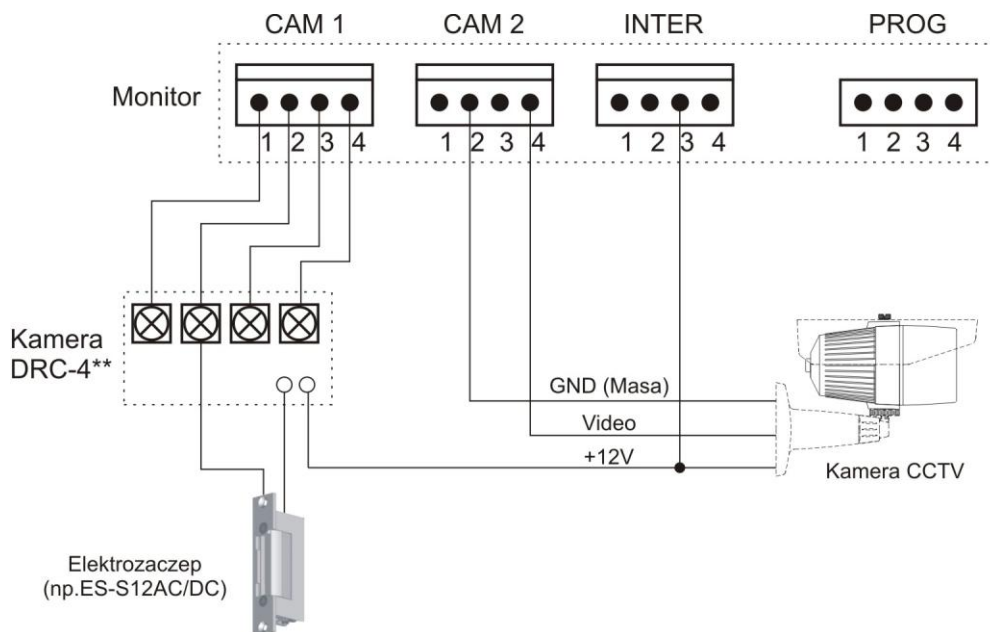 CAM 1 CAM 2 INTER PROG
Monitor
1 2 3 4 1 2 3 4 1 2 3 4 1 2 3 4
Kamera
DRC-4**
GND (Masa)
Video
+12V
Kamera CCTV
Elektrozaczep
(np.ES-S12AC/DC)